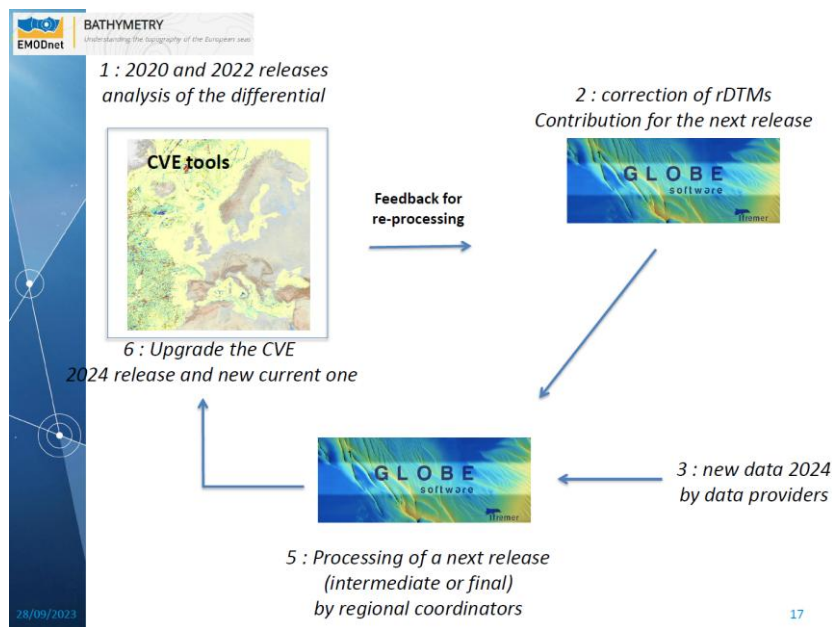 EMODnet
BATHYMETRY
Understanding the topography of the European seas
1 : 2020 and 2022 releases
analysis of the differential
CVE tools
Feedback for
re-processing
2 : correction of rDTMs
Contribution for the next release
GLOBE
software
Ifremer
6 : Upgrade the CVE
2024 release and new current one
GLOBE
software
Ifremer
3 : new data 2024
by data providers
5 : Processing of a next release
(intermediate or final)
by regional coordinators
28/09/2023
17